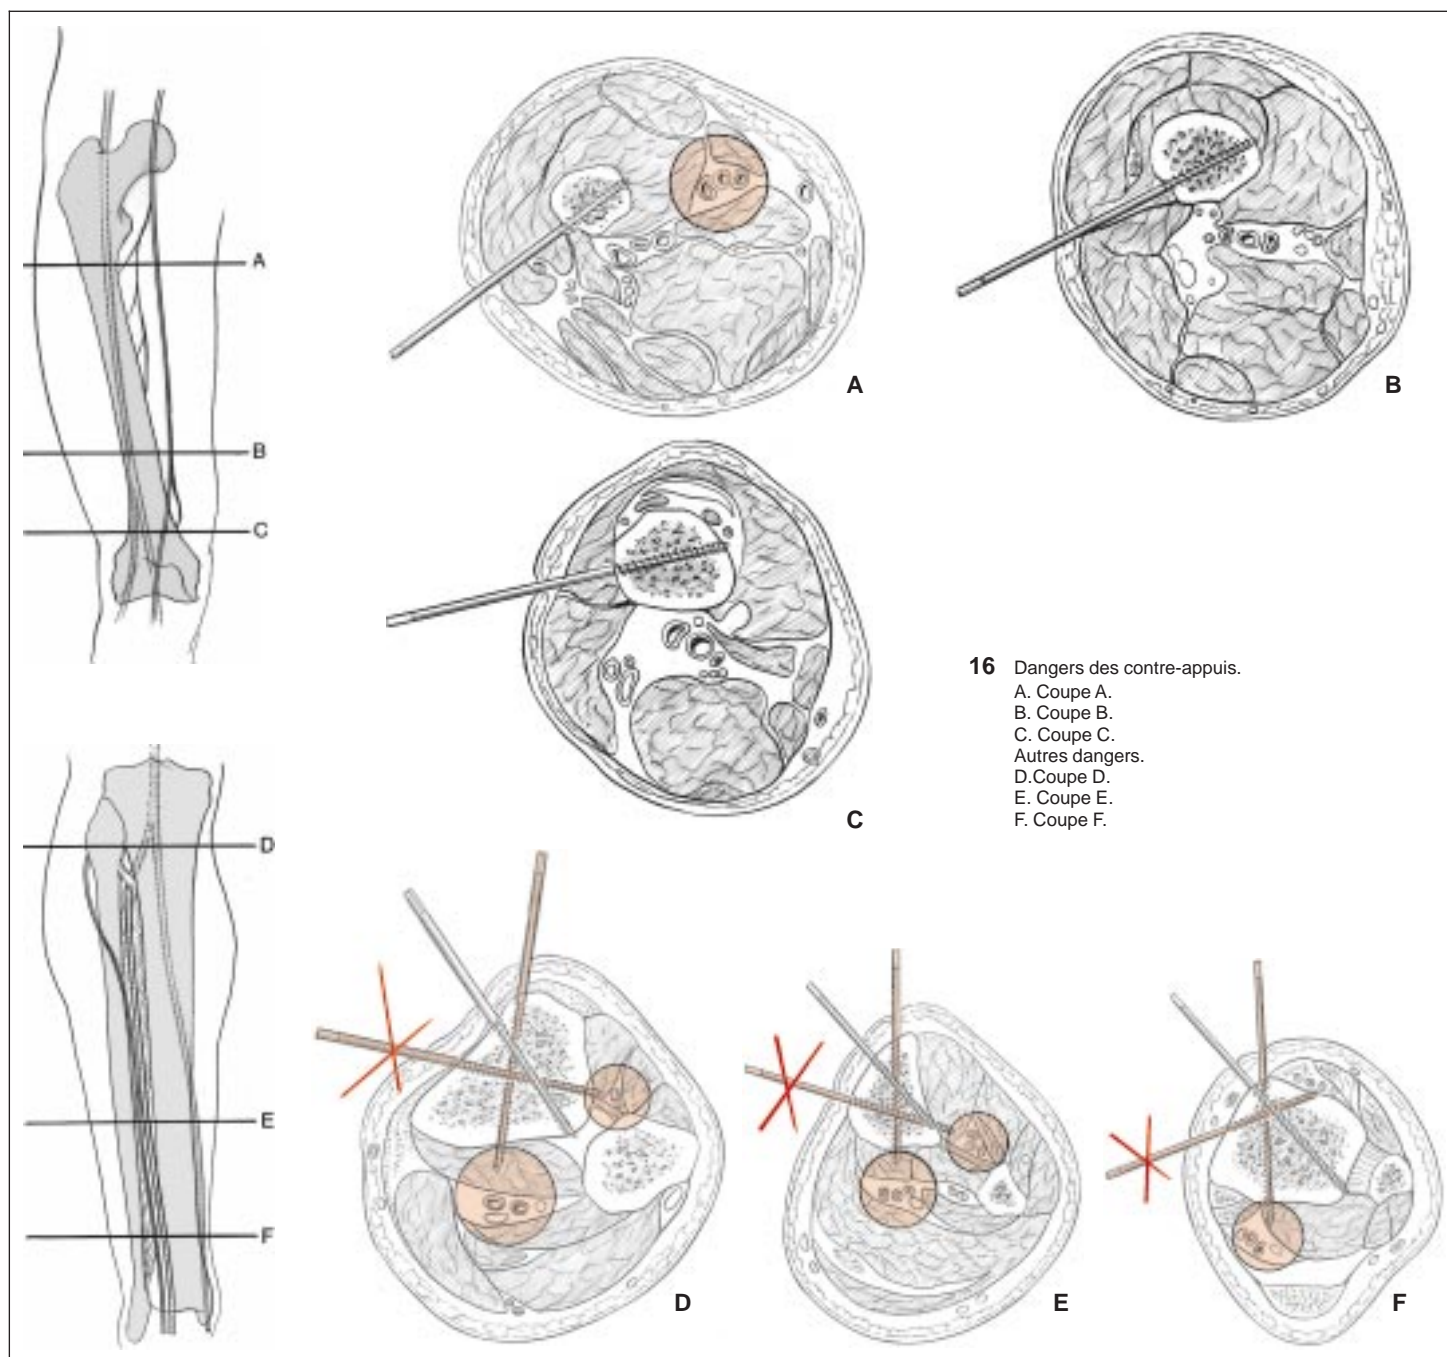 A
B
C
A
B
C
16 Dangers des contre-appuis.
A. Coupe A.
B. Coupe B.
C. Coupe C.
Autres dangers.
D.Coupe D.
E. Coupe E.
F. Coupe F.
D
E
F
D
E
F